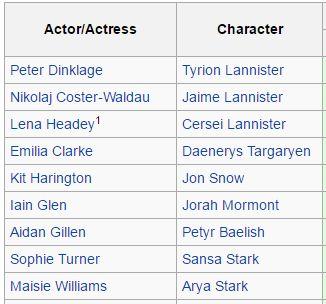 Actor/Actress Character
Peter Dinklage Tyrion Lannister
Nikolaj Coster-Waldau Jaime Lannister
Lena Headey1 Cersei Lannister
Emilia Clarke Daenerys Targaryen
Kit Harington Jon Snow
Iain Glen Jorah Mormont
Aidan Gillen Petyr Baelish
Sophie Turner Sansa Stark
Maisie Williams Arya Stark